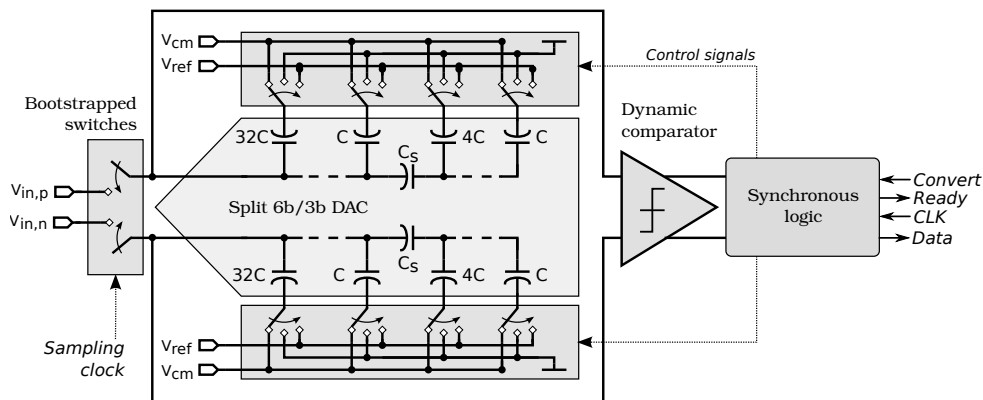 Vcm
Vref
Control signals
Bootstrapped
switches
Dynamic
comparator
32C
C
4C
C
Cs
Vin,p
Vin,n
Split 6b/3b DAC
Synchronous
logic
Convert
Ready
CLK
Data
Cs
32C
C
4C
C
Sampling
clock
Vref
Vcm